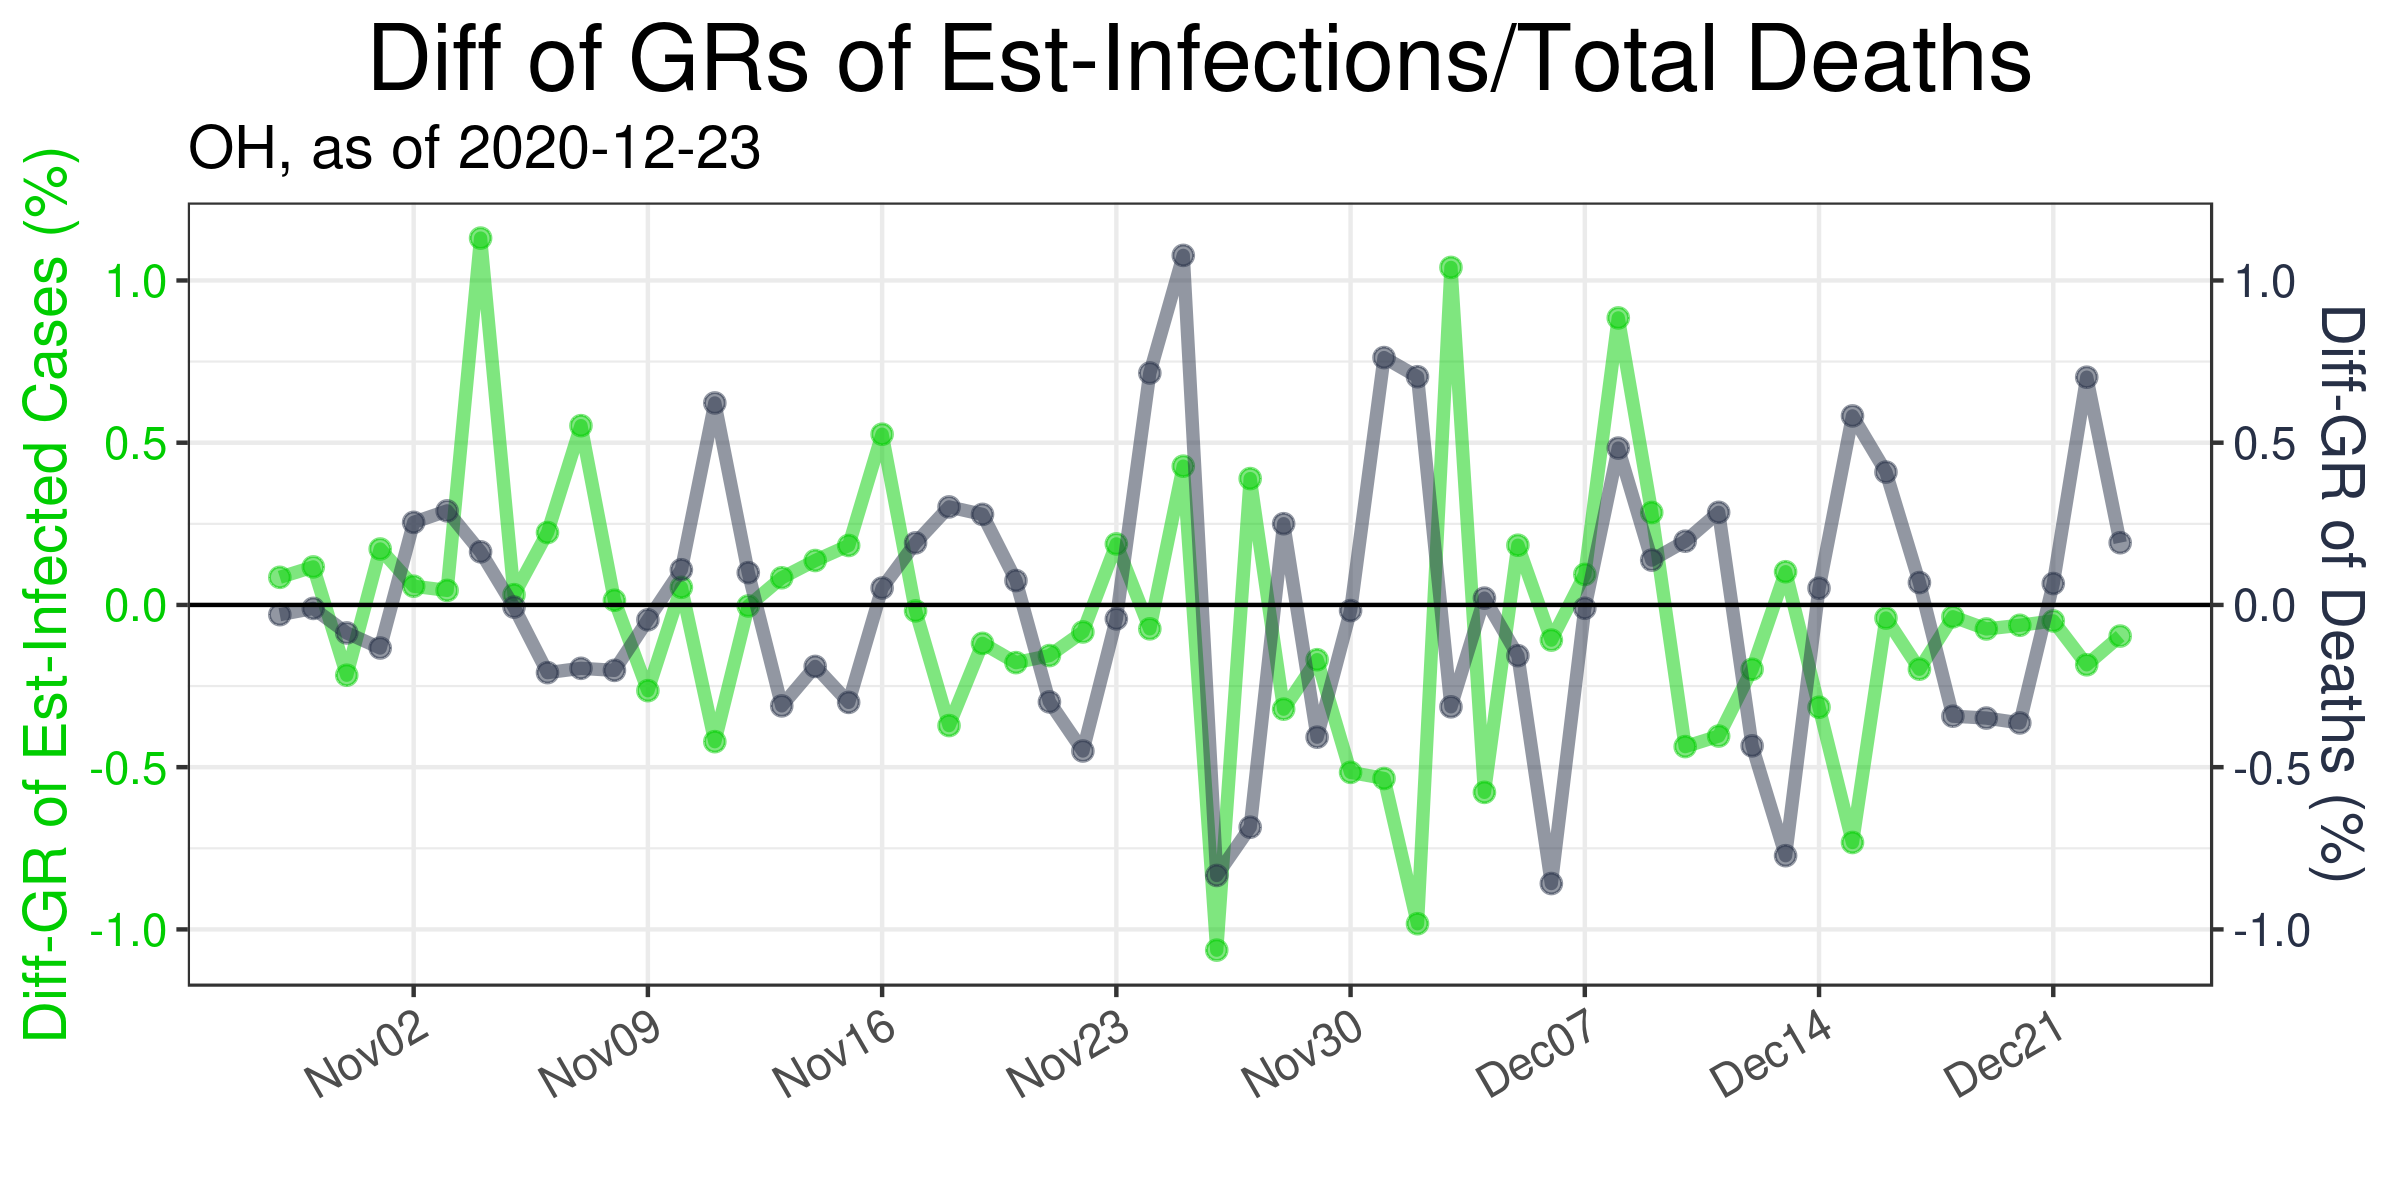 Diff of GRs of Est-Infections/Total Deaths
OH, as of 2020-12-23
Diff-GR of Est-Infected Cases (%)
1.0
0.5
0.0
-0.5
-1.0
1.0
0.5
0.0
-0.5
-1.0
Diff-GR of Deaths (%)
Nov02
Nov09
Nov16
Nov23
Nov30
Dec07
Dec14
Dec21